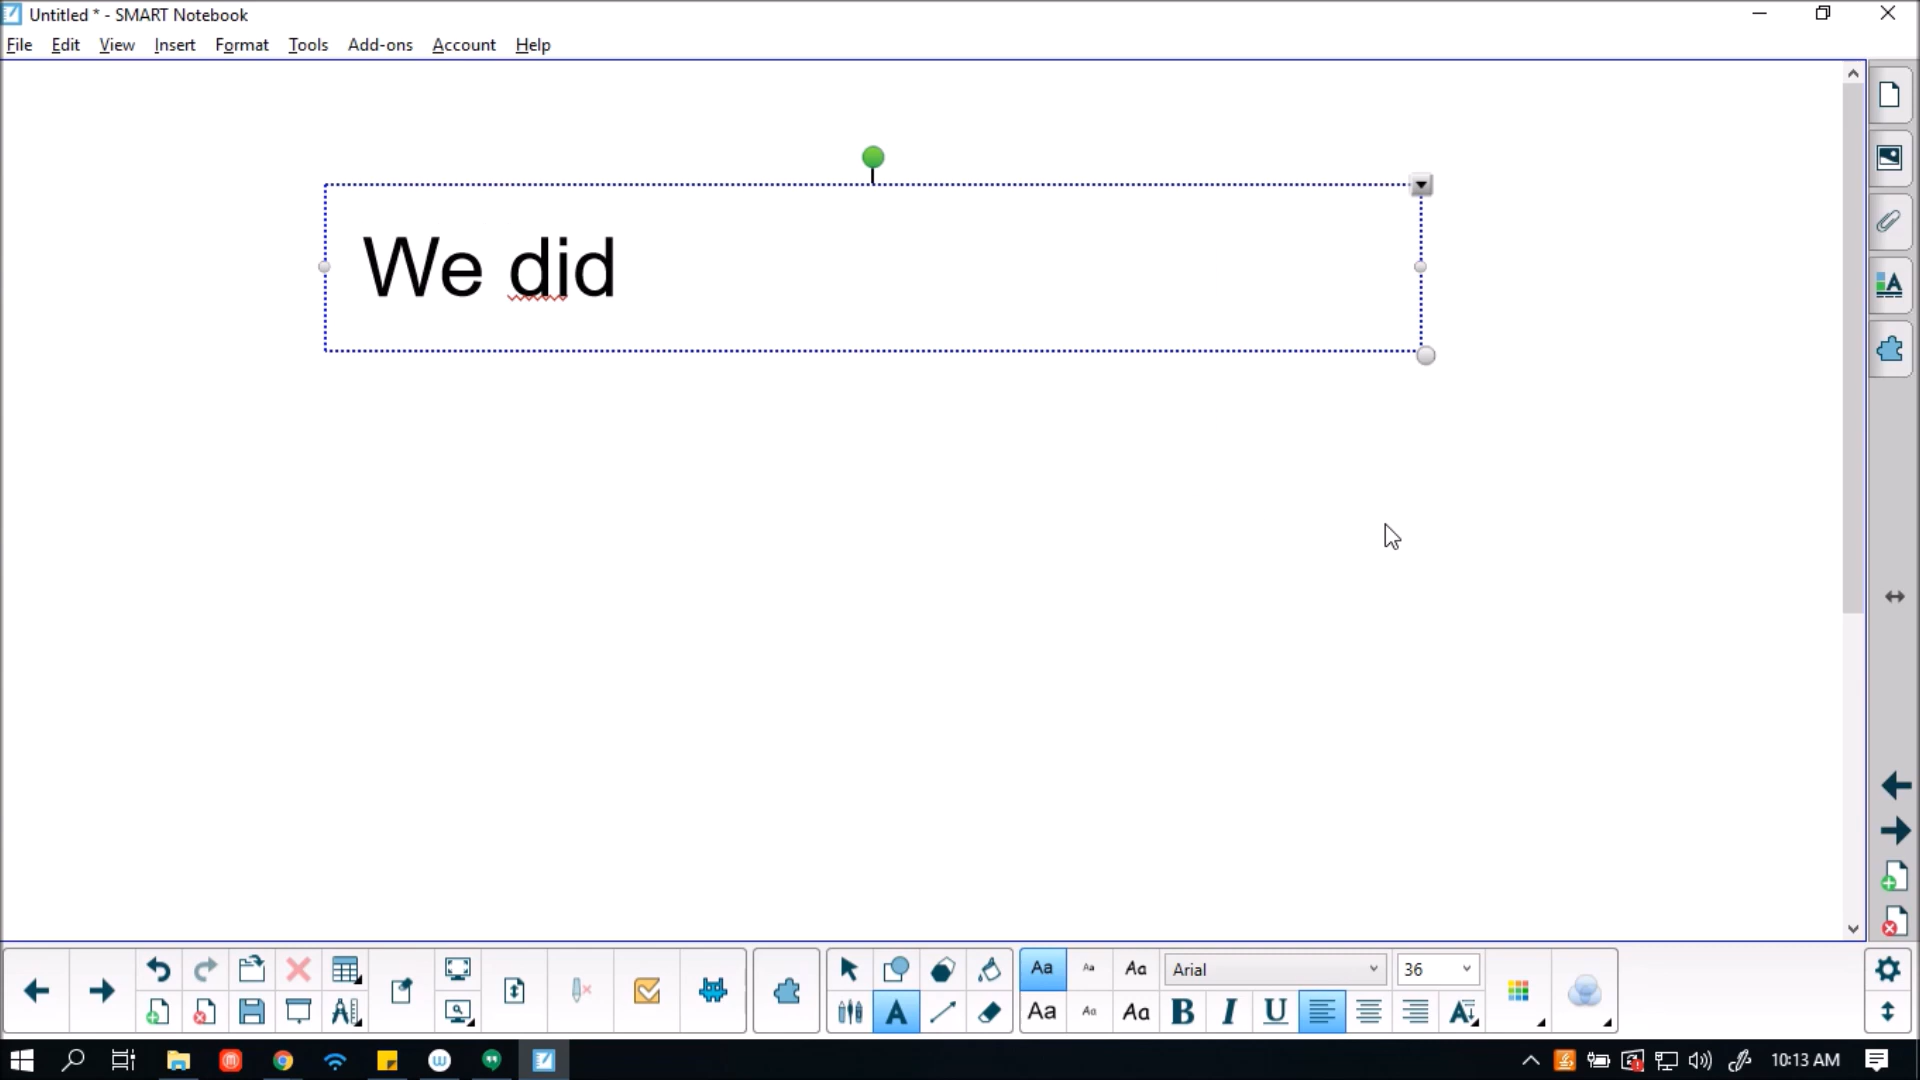 Untitled * - SMART Notebook
File Edit View Insert Format Tools Add-ons Account Help
We did
Aa Aa Aa Arial 36
Aa Aa Aa B I U A
10:13 AM